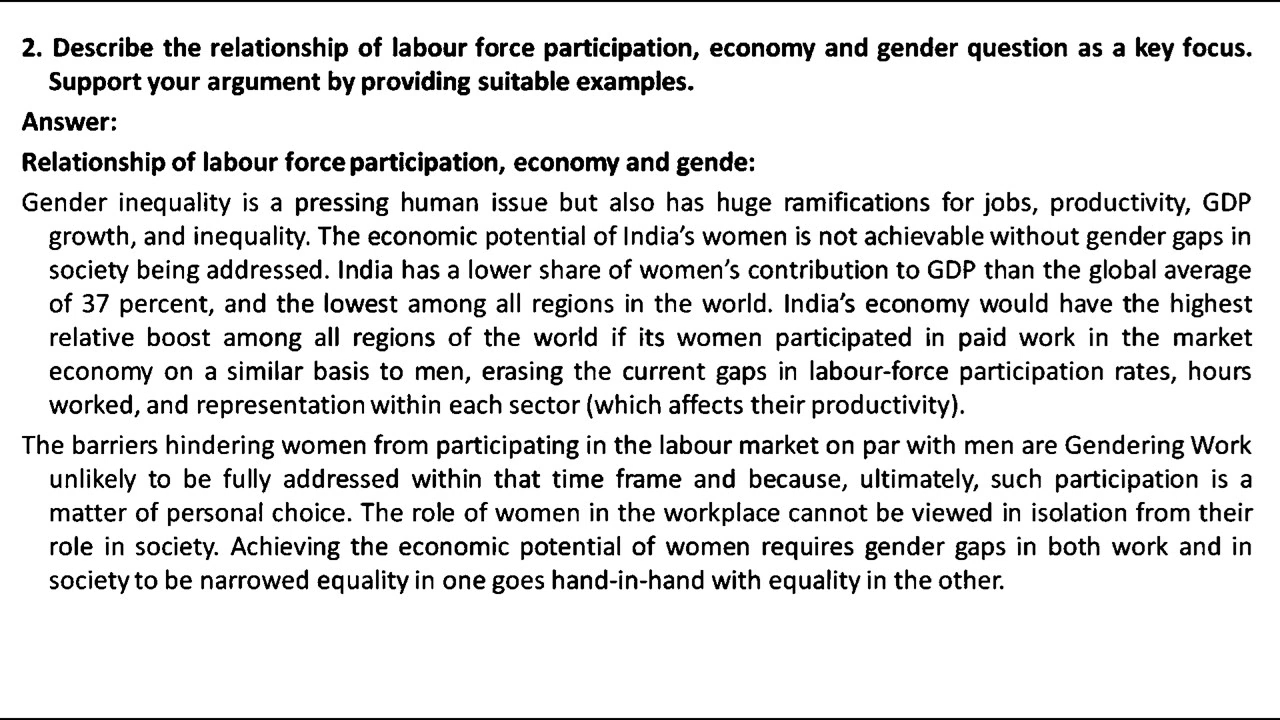 2. Describe the relationship of labour force participation, economy and gender question as a key focus.
Support your argument by providing suitable examples.
Answer:
Relationship of labour force participation, economy and gende:
Gender inequality is a pressing human issue but also has huge ramifications for jobs, productivity, GDP
growth, and inequality. The economic potential of India's women is not achievable without gender gaps in
society being addressed. India has a lower share of women's contribution to GDP than the global average
of 37 percent, and the lowest among all regions in the world. India's economy would have the highest
relative boost among all regions of the world if its women participated in paid work in the market
economy on a similar basis to men, erasing the current gaps in labour-force participation rates, hours
worked, and representation within each sector (which affects their productivity).
The barriers hindering women from participating in the labour market on par with men are Gendering Work
unlikely to be fully addressed within that time frame and because, ultimately, such participation is a
matter of personal choice. The role of women in the workplace cannot be viewed in isolation from their
role in society. Achieving the economic potential of women requires gender gaps in both work and in
society to be narrowed equality in one goes hand-in-hand with equality in the other.